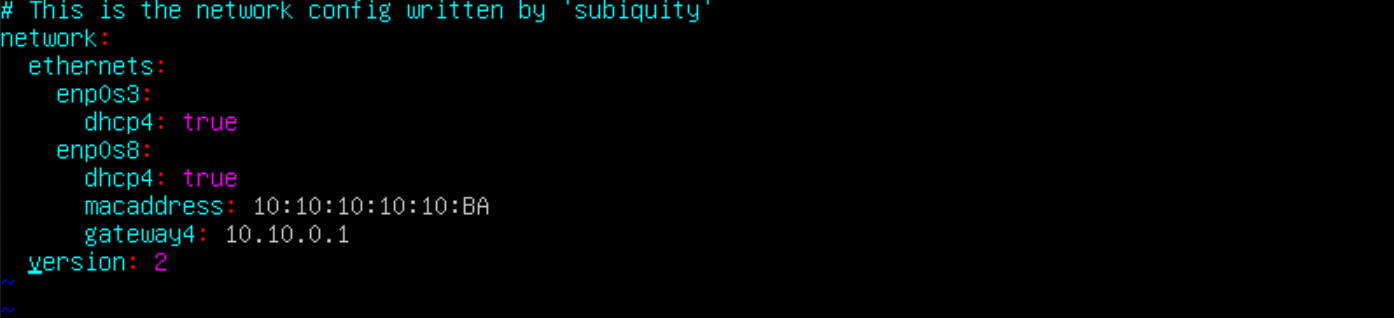 # This is the network config written by 'subiquity'
network:
  ethernets:
    enp0s3:
      dhcp4: true
    enp0s8:
      dhcp4: true
      macaddress: 10:10:10:10:10:BA
      gateway4: 10.10.0.1
  version: 2
~
~